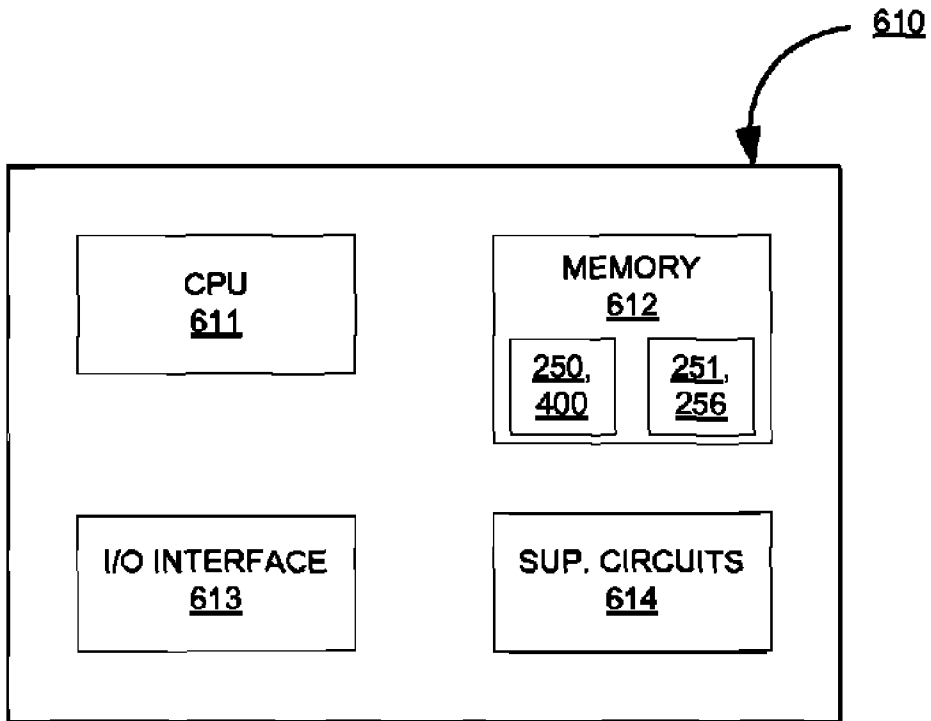 610
CPU
611
MEMORY
612
250,
400
251,
256
I/O INTERFACE
613
SUP. CIRCUITS
614